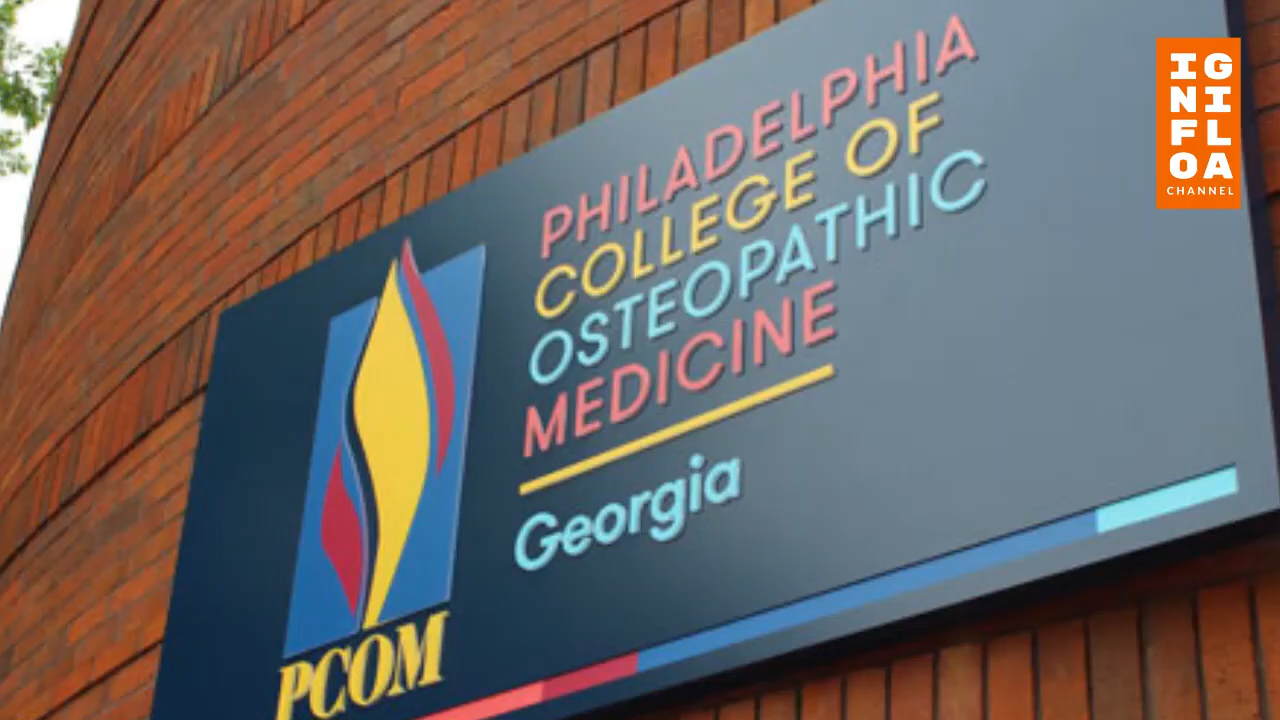 PHILADELPHIA
COLLEGE OF
OSTEOPATHIC
MEDICINE
Georgia
PCOM
IG
NI
FL
OA
CHANNEL